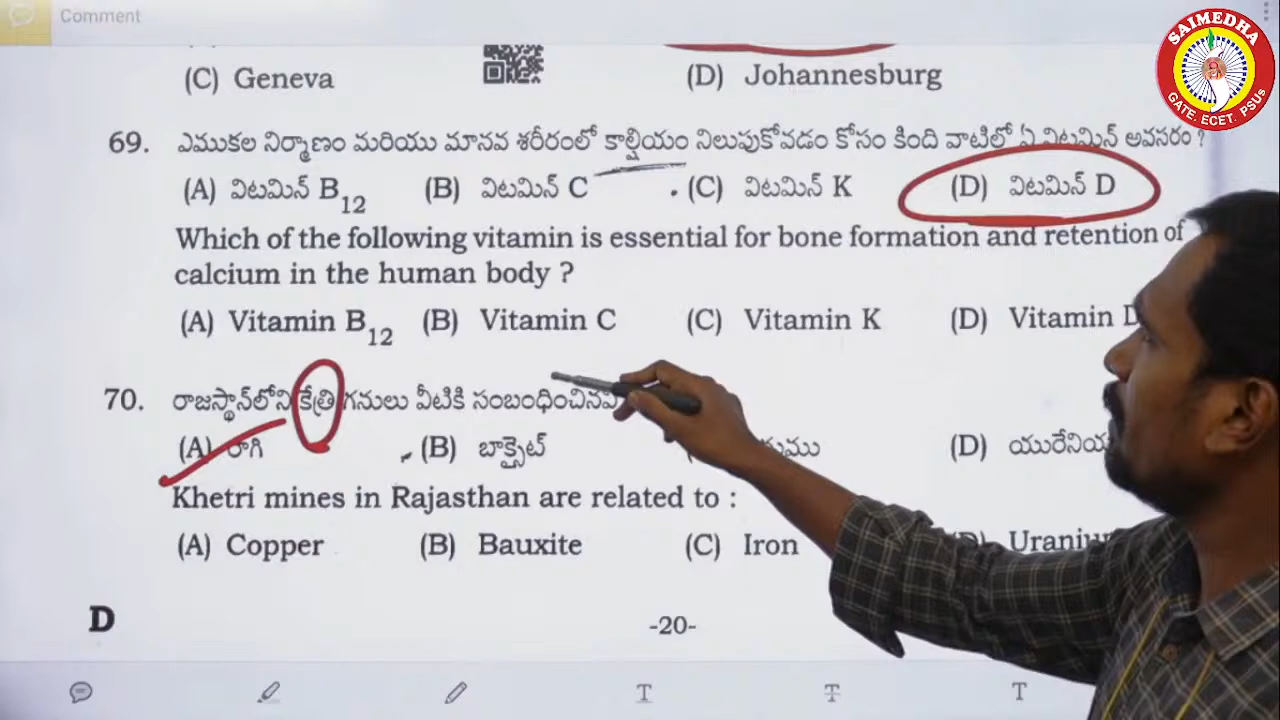 Comment
SAIMEDHA
GATE. ECET. PSUs
(C) Geneva
(D) Johannesburg
69. ఎముకల నిర్మాణం మరియు మానవ శరీరంలో కాల్షియం నిలుపుకోవడం కోసం కింది వాటిలో ఏ విటమిన్ అవసరం ?
(A) విటమిన్ B12 (B) విటమిన్ C (C) విటమిన్ K (D) విటమిన్ D
Which of the following vitamin is essential for bone formation and retention of
calcium in the human body ?
(A) Vitamin B12 (B) Vitamin C (C) Vitamin K (D) Vitamin D
70. రాజస్థాన్‌లోని కేత్రి గనులు వీటికి
(A) రాగి (B) బాక్సైట్ (D)
Khetri mines in Rajasthan are related to :
(A) Copper (B) Bauxite (C) Iron (D)
D
-20-